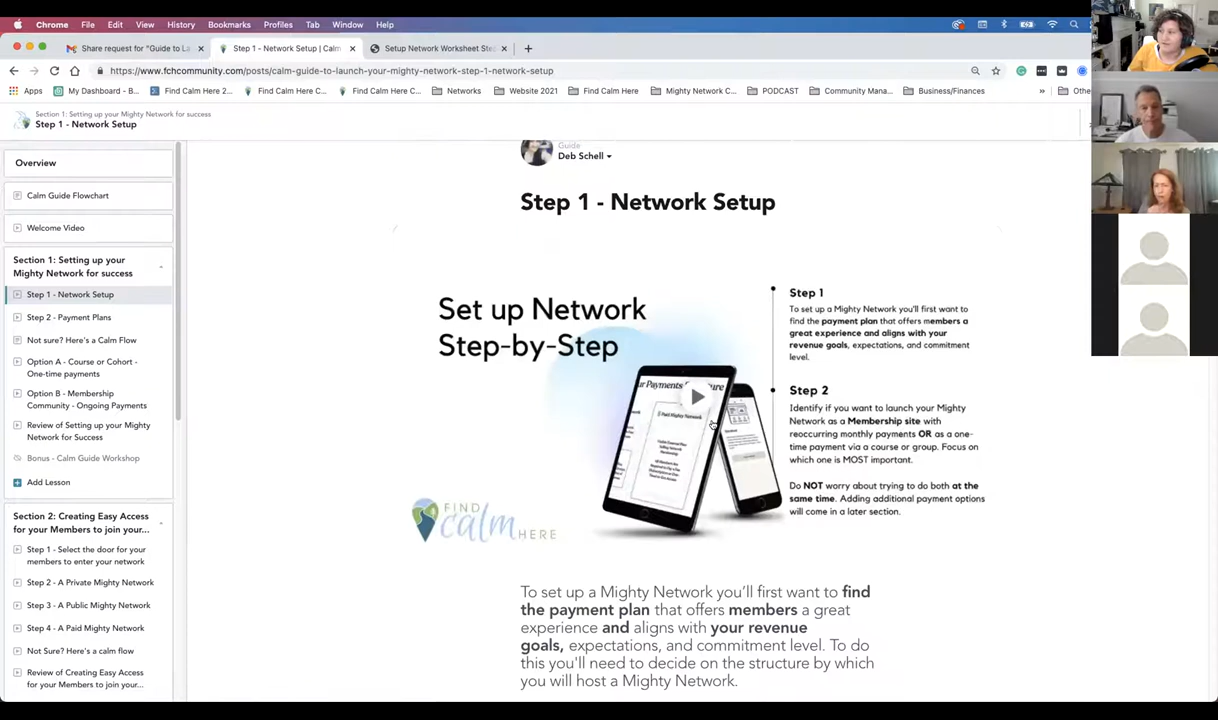 Chrome File Edit View History Bookmarks Profiles Tab Window Help
Share request for "Guide to La
Step 1 - Network Setup | Calm
Setup Network Worksheet Ste
https://www.fchcommunity.com/posts/calm-guide-to-launch-your-mighty-network-step-1-network-setup
Apps My Dashboard - B... Find Calm Here 2... Find Calm Here C... Find Calm Here C... Networks Website 2021 Find Calm Here Mighty Network C... PODCAST Community Mana... Business/Finances » Othe
Section 1: Setting up your Mighty Network for success
Step 1 - Network Setup
Overview
Calm Guide Flowchart
Welcome Video
Section 1: Setting up your
Mighty Network for success
Step 1 - Network Setup
Step 2 - Payment Plans
Not sure? Here's a Calm Flow
Option A - Course or Cohort -
One-time payments
Option B - Membership
Community - Ongoing Payments
Review of Setting up your Mighty
Network for Success
Bonus - Calm Guide Workshop
Add Lesson
Section 2: Creating Easy Access
for your Members to join your...
Step 1 - Select the door for your
members to enter your network
Step 2 - A Private Mighty Network
Step 3 - A Public Mighty Network
Step 4 - A Paid Mighty Network
Not Sure? Here's a calm flow
Review of Creating Easy Access
for your Members to join your...
Guide
Deb Schell
Step 1 - Network Setup
Set up Network
Step-by-Step
FIND
calm HERE
Step 1
To set up a Mighty Network you'll first want to
find the payment plan that offers members a
great experience and aligns with your
revenue goals, expectations, and commitment
level.
Step 2
Identify if you want to launch your Mighty
Network as a Membership site with
reoccurring monthly payments OR as a one-
time payment via a course or group. Focus on
which one is MOST important.
Do NOT worry about trying to do both at the
same time. Adding additional payment options
will come in a later section.
To set up a Mighty Network you'll first want to find
the payment plan that offers members a great
experience and aligns with your revenue
goals, expectations, and commitment level. To do
this you'll need to decide on the structure by which
you will host a Mighty Network.